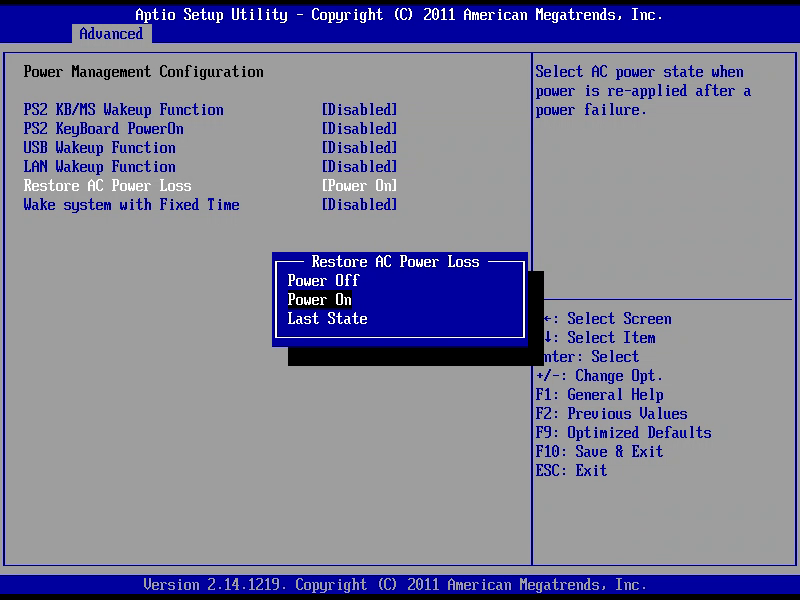 Aptio Setup Utility - Copyright (C) 2011 American Megatrends, Inc.
Advanced
Power Management Configuration
PS2 KB/MS Wakeup Function [Disabled]
PS2 KeyBoard PowerOn [Disabled]
USB Wakeup Function [Disabled]
LAN Wakeup Function [Disabled]
Restore AC Power Loss [Power On]
Wake system with Fixed Time [Disabled]
Restore AC Power Loss
Power Off
Power On
Last State
Select AC power state when
power is re-applied after a
power failure.
←: Select Screen
↓: Select Item
nter: Select
+/-: Change Opt.
F1: General Help
F2: Previous Values
F9: Optimized Defaults
F10: Save & Exit
ESC: Exit
Version 2.14.1219. Copyright (C) 2011 American Megatrends, Inc.